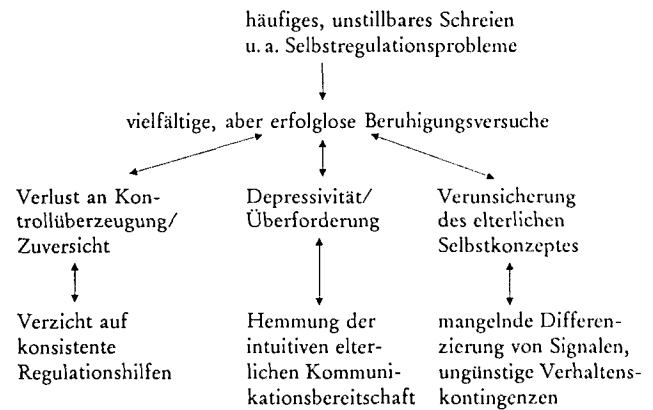 häufiges, unstillbares Schreien
u. a. Selbstregulationsprobleme
vielfältige, aber erfolglose Beruhigungsversuche
Verlust an Kon-
trollüberzeugung/
Zuversicht
Depressivität/
Überforderung
Verunsicherung
des elterlichen
Selbstkonzeptes
Verzicht auf
konsistente
Regulationshilfen
Hemmung der
intuitiven elter-
lichen Kommuni-
kationsbereitschaft
mangelnde Differen-
zierung von Signalen,
ungünstige Verhaltens-
kontingenzen